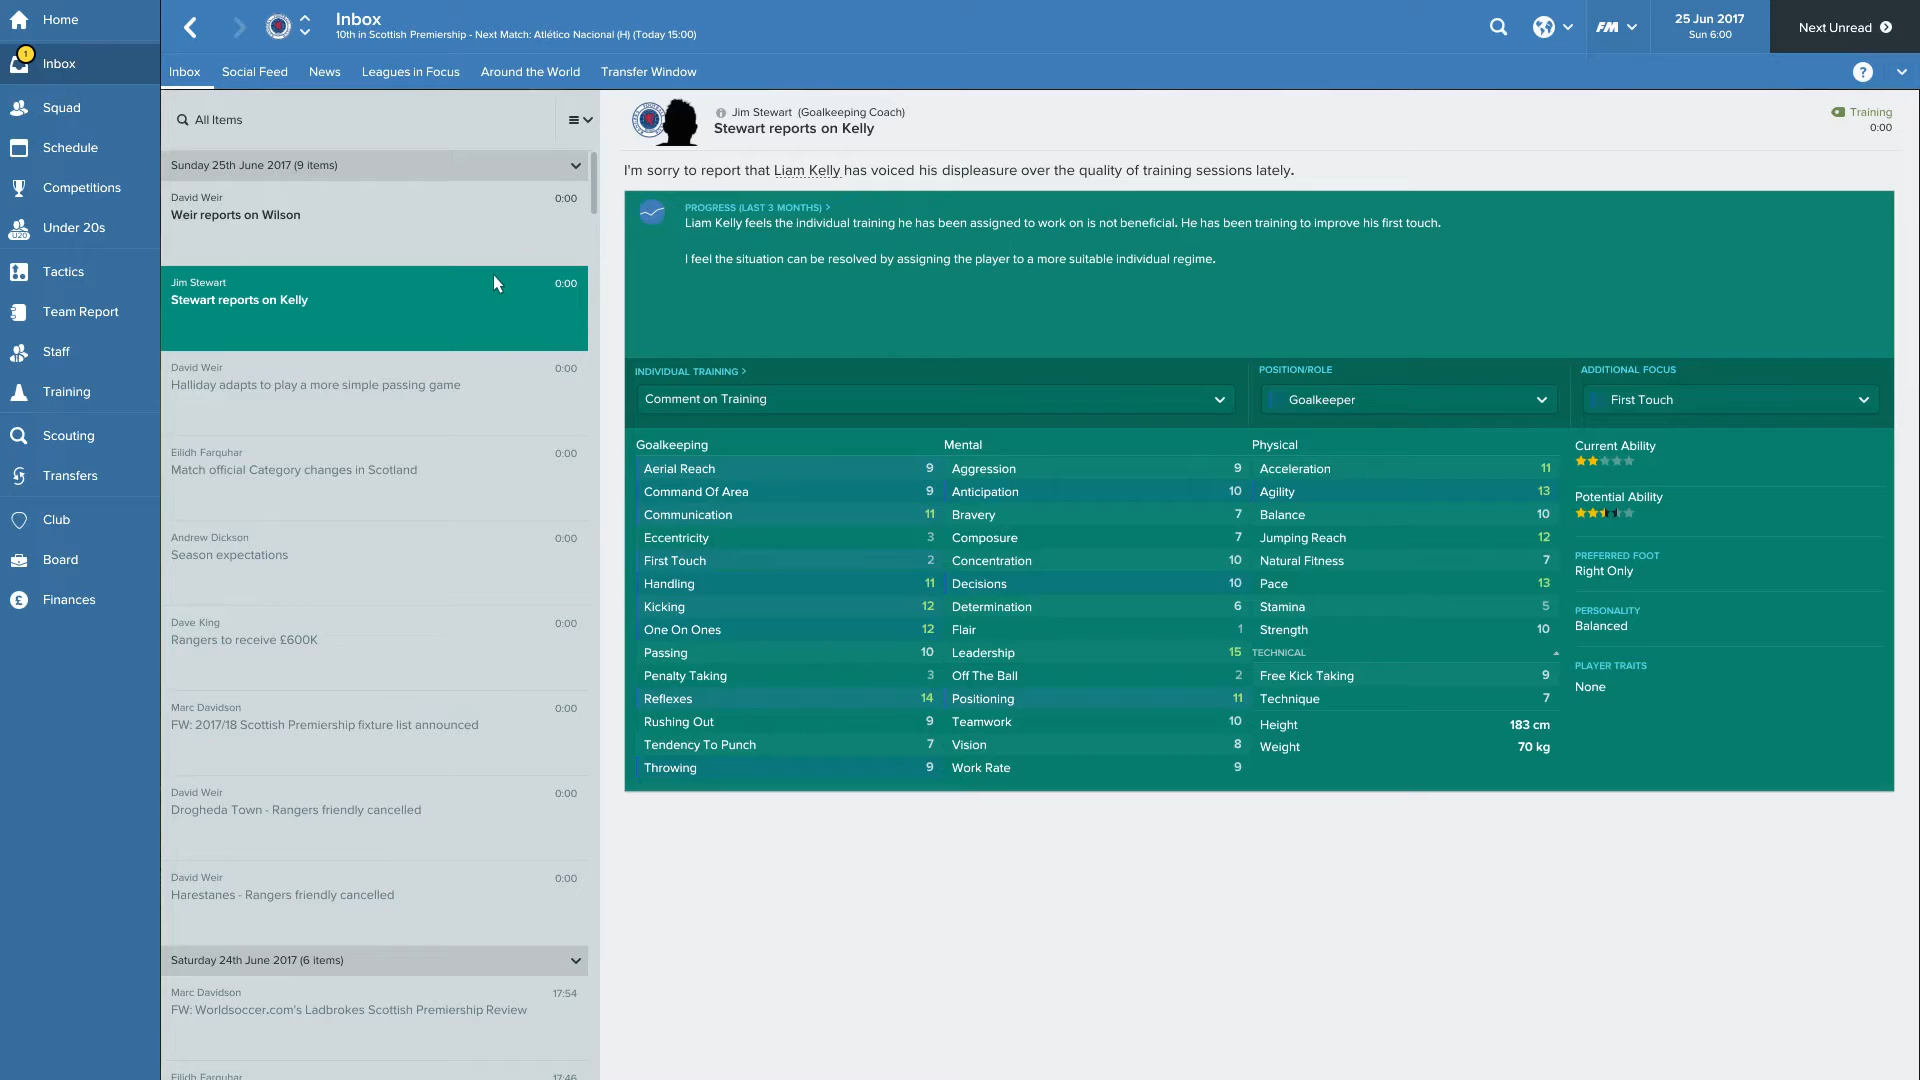 Home
1
Inbox
Squad
Schedule
Competitions
U20
Under 20s
Tactics
Team Report
Staff
Training
Scouting
Transfers
Club
Board
£
Finances
Inbox
10th in Scottish Premiership - Next Match: Atlético Nacional (H) (Today 15:00)
FM
25 Jun 2017
Sun 6:00
Next Unread
Inbox
Social Feed
News
Leagues in Focus
Around the World
Transfer Window
?
All Items
Sunday 25th June 2017 (9 items)
David Weir 0:00
Weir reports on Wilson
Jim Stewart 0:00
Stewart reports on Kelly
David Weir 0:00
Halliday adapts to play a more simple passing game
Eilidh Farquhar 0:00
Match official Category changes in Scotland
Andrew Dickson 0:00
Season expectations
Dave King 0:00
Rangers to receive £600K
Marc Davidson 0:00
FW: 2017/18 Scottish Premiership fixture list announced
David Weir 0:00
Drogheda Town - Rangers friendly cancelled
David Weir 0:00
Harestanes - Rangers friendly cancelled
Saturday 24th June 2017 (6 items)
Marc Davidson 17:54
FW: Worldsoccer.com's Ladbrokes Scottish Premiership Review
Eilidh Farquhar 17:46
Jim Stewart (Goalkeeping Coach)
Stewart reports on Kelly
Training
0:00
I'm sorry to report that Liam Kelly has voiced his displeasure over the quality of training sessions lately.
PROGRESS (LAST 3 MONTHS) >
Liam Kelly feels the individual training he has been assigned to work on is not beneficial. He has been training to improve his first touch.
I feel the situation can be resolved by assigning the player to a more suitable individual regime.
INDIVIDUAL TRAINING >
Comment on Training
POSITION/ROLE
Goalkeeper
ADDITIONAL FOCUS
First Touch
Goalkeeping
Aerial Reach 9
Command Of Area 9
Communication 11
Eccentricity 3
First Touch 2
Handling 11
Kicking 12
One On Ones 12
Passing 10
Penalty Taking 3
Reflexes 14
Rushing Out 9
Tendency To Punch 7
Throwing 9
Mental
Aggression 9
Anticipation 10
Bravery 7
Composure 7
Concentration 10
Decisions 10
Determination 6
Flair 1
Leadership 15
Off The Ball 2
Positioning 11
Teamwork 10
Vision 8
Work Rate 9
Physical
Acceleration 11
Agility 13
Balance 10
Jumping Reach 12
Natural Fitness 7
Pace 13
Stamina 5
Strength 10
TECHNICAL
Free Kick Taking 9
Technique 7
Height 183 cm
Weight 70 kg
Current Ability
Potential Ability
PREFERRED FOOT
Right Only
PERSONALITY
Balanced
PLAYER TRAITS
None